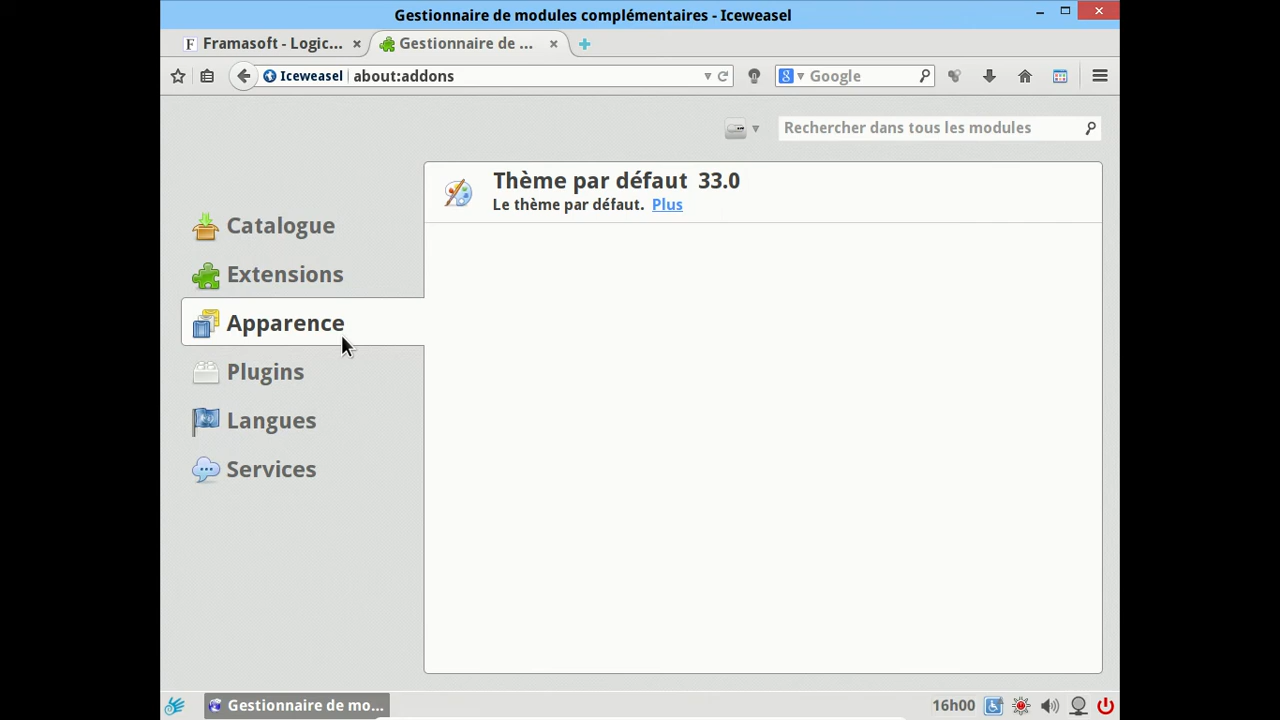 Gestionnaire de modules complémentaires - Iceweasel
Framasoft - Logic...
Gestionnaire de ...
Iceweasel
about:addons
Google
Rechercher dans tous les modules
Catalogue
Extensions
Apparence
Plugins
Langues
Services
Thème par défaut 33.0
Le thème par défaut. Plus
Gestionnaire de mo...
16h00